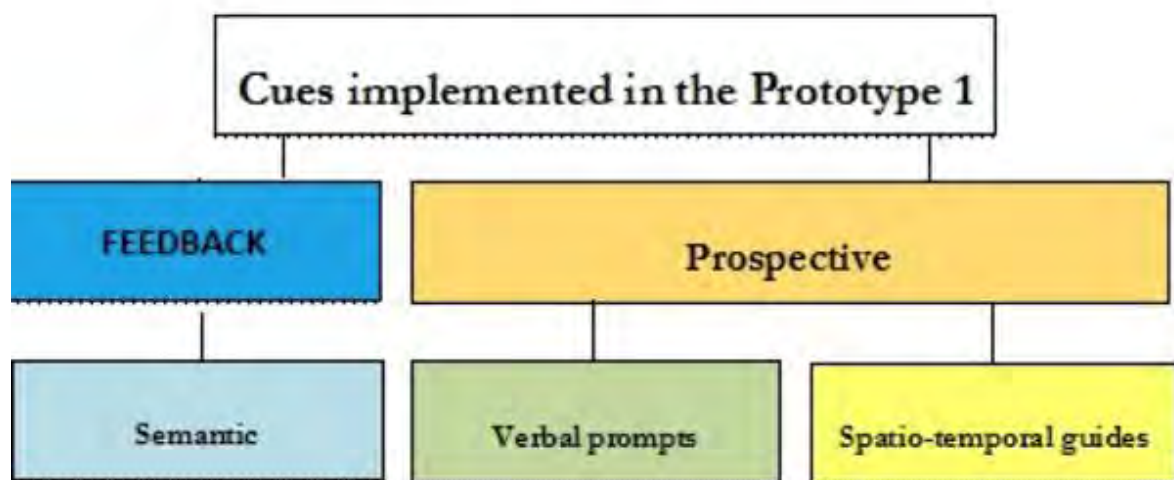 Cues implemented in the Prototype 1
FEEDBACK
Prospective
Semantic
Verbal prompts
Spatio-temporal guides